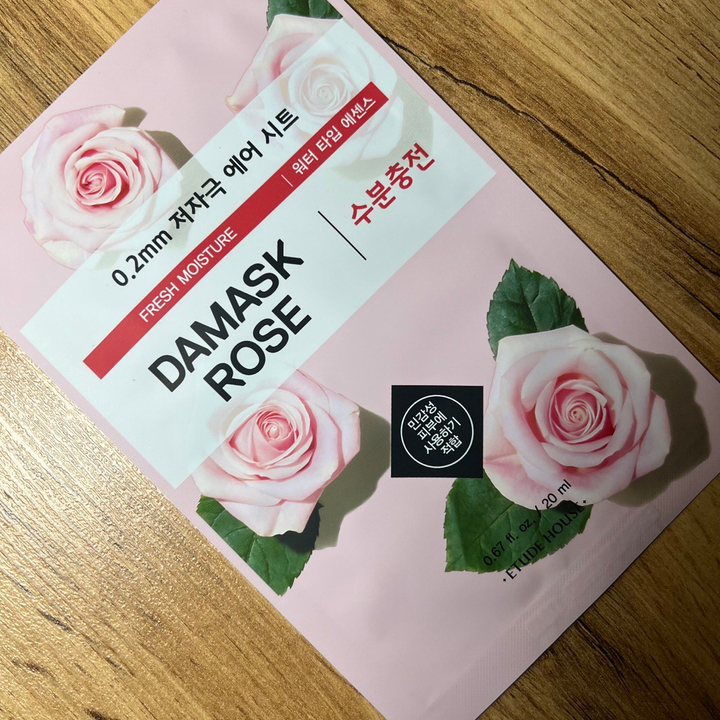 0.2mm 저자극 에어 시트
FRESH MOISTURE | 워터 타입 에센스
DAMASK
ROSE
수분충전
민감성
피부에
사용하기
적합
0.67 fl. oz. / 20 ml
•ETUDE HOUSE•